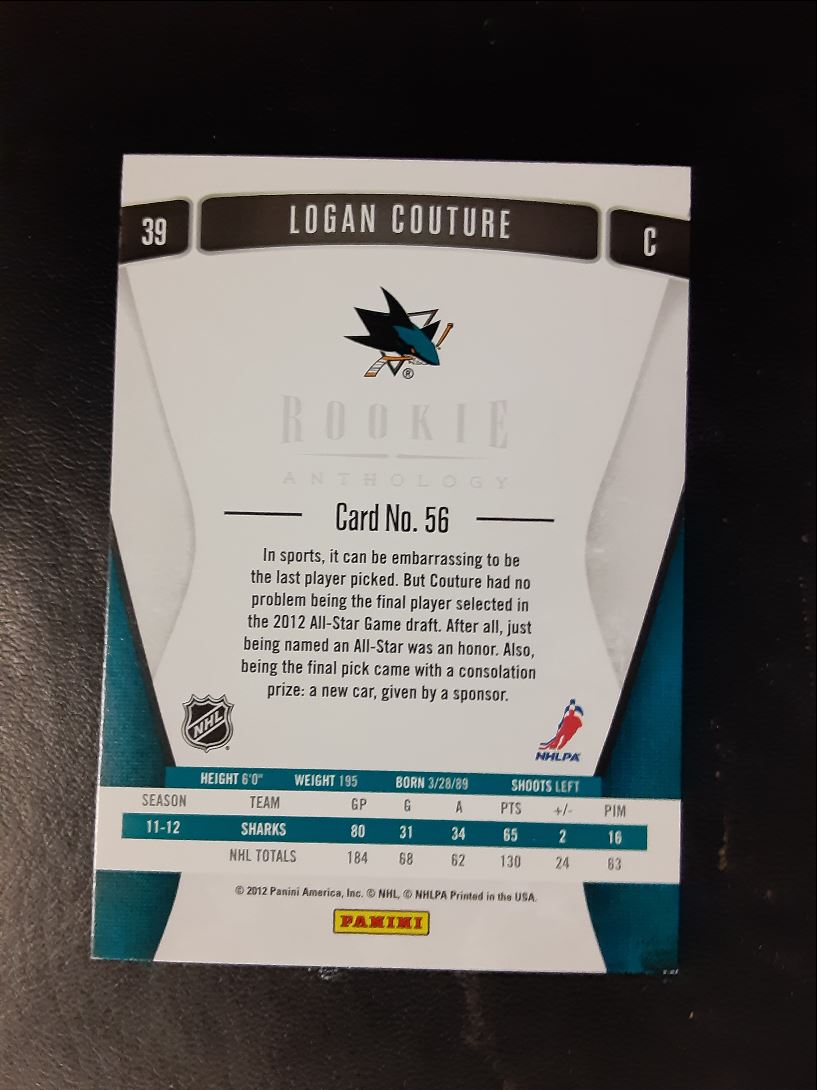 39 LOGAN COUTURE C
®
ROOKIE
ANTHOLOGY
Card No. 56
In sports, it can be embarrassing to be
the last player picked. But Couture had no
problem being the final player selected in
the 2012 All-Star Game draft. After all, just
being named an All-Star was an honor. Also,
being the final pick came with a consolation
prize: a new car, given by a sponsor.
NHL
NHLPA
HEIGHT 6'0" WEIGHT 195 BORN 3/28/89 SHOOTS LEFT
SEASON TEAM GP G A PTS +/- PIM
11-12 SHARKS 80 31 34 65 2 16
NHL TOTALS 184 68 62 130 24 63
© 2012 Panini America, Inc. © NHL, © NHLPA Printed in the USA.
PANINI